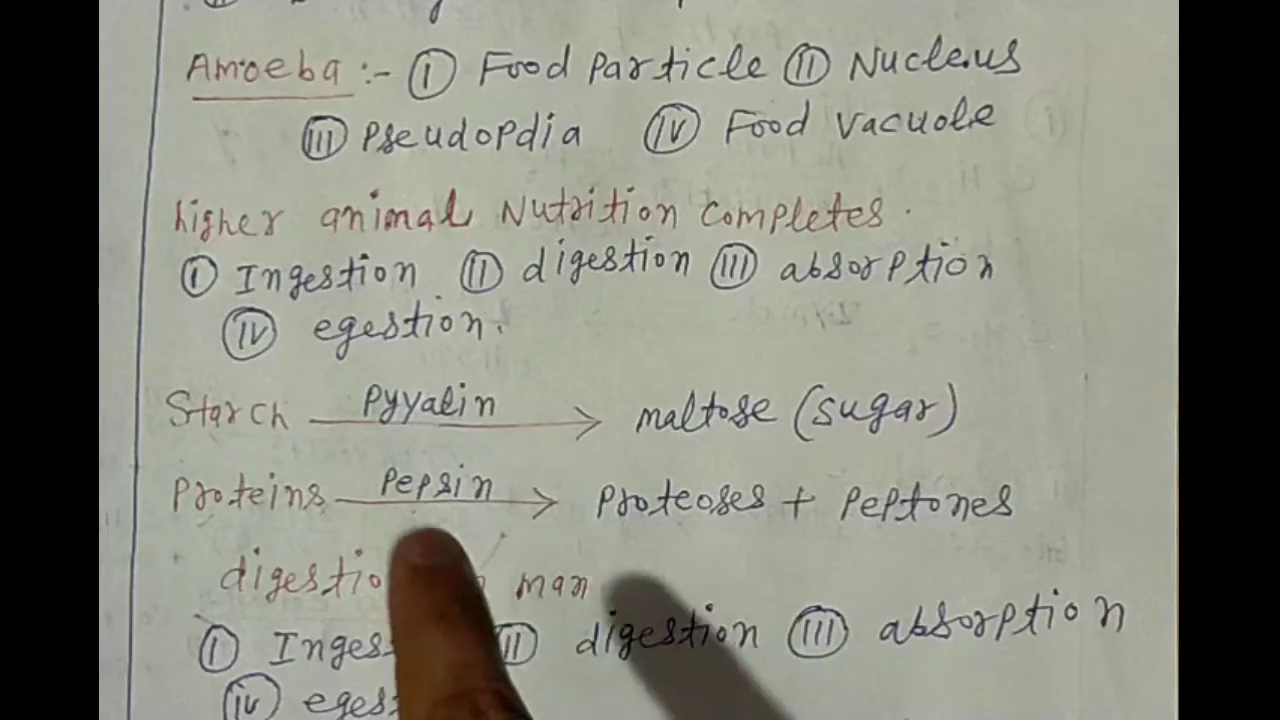 Amoeba :- (I) Food Particle (II) Nucleus
(III) Pseudopdia (IV) Food Vacuole
higher animal Nutrition completes.
(I) Ingestion (II) digestion (III) absorption
(IV) egestion.
Starch Pyyalin → maltose (sugar)
Proteins Pepsin → Proteoses + Peptones
man
(I) (II) digestion (III) absorption
(IV)